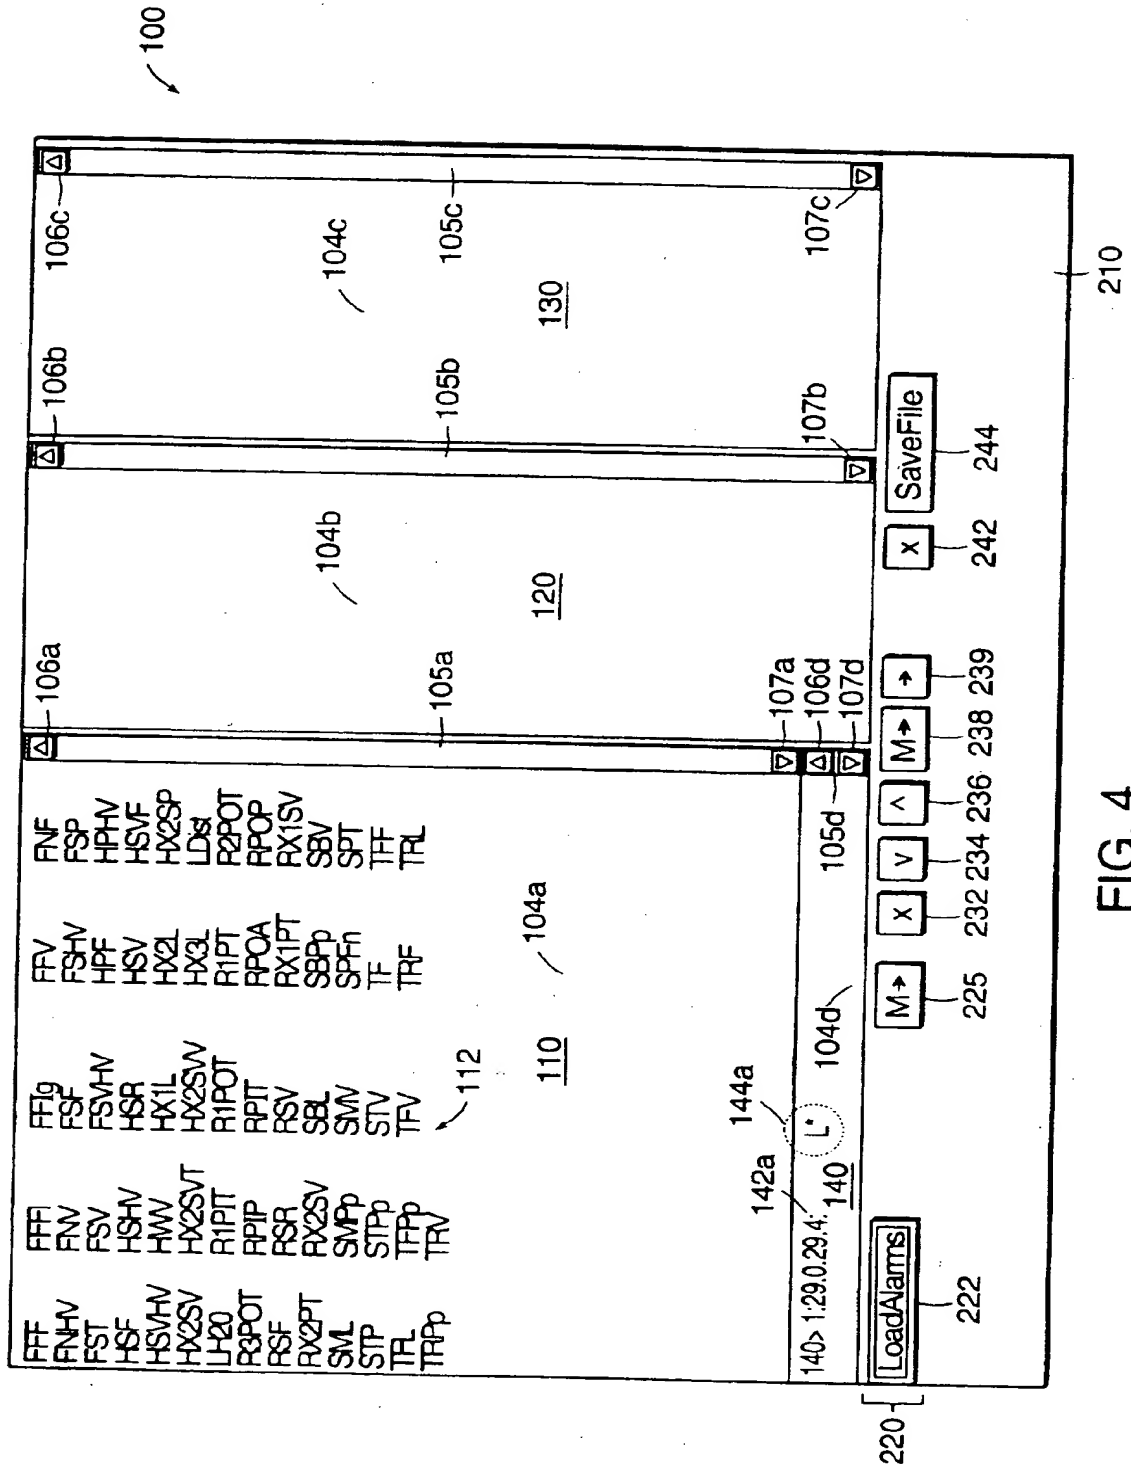 100
106a
106b
106c
FFF FFFI FFIg FFV FNF
FNHV FNV FSF FSHV FSP
FST FSV FSVHV HPF HPHV
HSF HSHV HSR HSV HSVF
HSVHV HWV HX1L HX2L HX2SP
HX2SV HX2SVT HX2SVV HX3L
LH20 R1PIT R1POT R1PT R2POT
R3POT RPIP RPIT RPOA RPOP
RSF RSR RSV RX1PT RX1SV
RX2PT RX2SV SBL SBPp SBV
SML SMPp SMV SPFn SPT
STP STPp STV TF TFF
TFL TFPp TFV TRF TRL
TRPp TRV
112
104a
104b
104c
105a
105b
105c
110
120
130
142a
144a
107a
107b
107c
140> 1:29.0.29.4: L*
106d
140
104d
105d
107d
LoadAlarms M→ X V ^ M→ → X SaveFile
220
222
225
232
234
236
238
239
242
244
210
FIG. 4